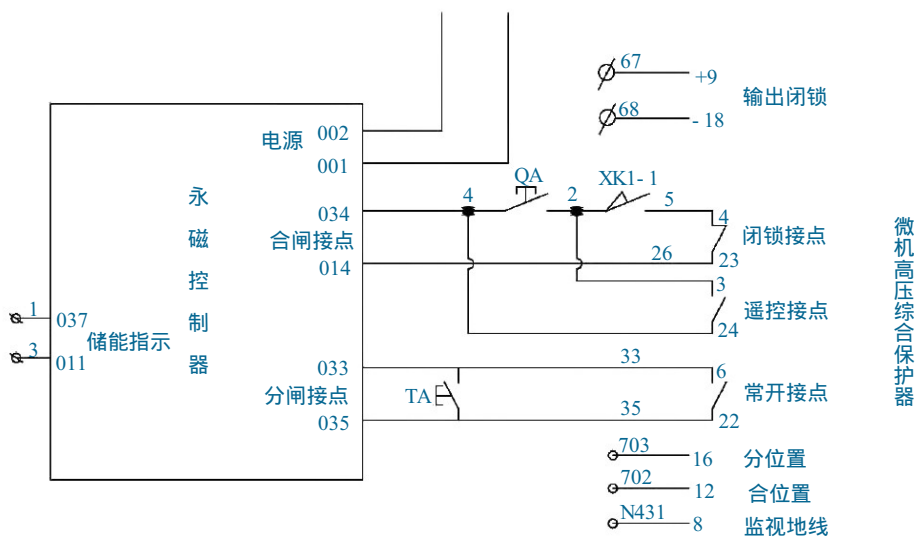 67
+9
输出闭锁
68
- 18
电源
002
001
QA
XK1- 1
4
2
5
034
合闸接点
4
闭锁接点
26
23
014
3
遥控接点
24
永磁控制器
1
037
储能指示
3
011
033
33
6
分闸接点
TA
常开接点
035
35
22
703
16
分位置
702
12
合位置
N431
8
监视地线
微机高压综合保护器